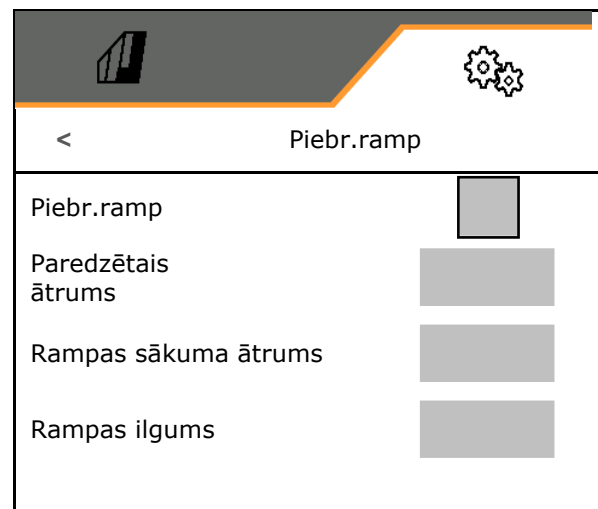 < Piebr.ramp
Piebr.ramp
Paredzētais
ātrums
Rampas sākuma ātrums
Rampas ilgums